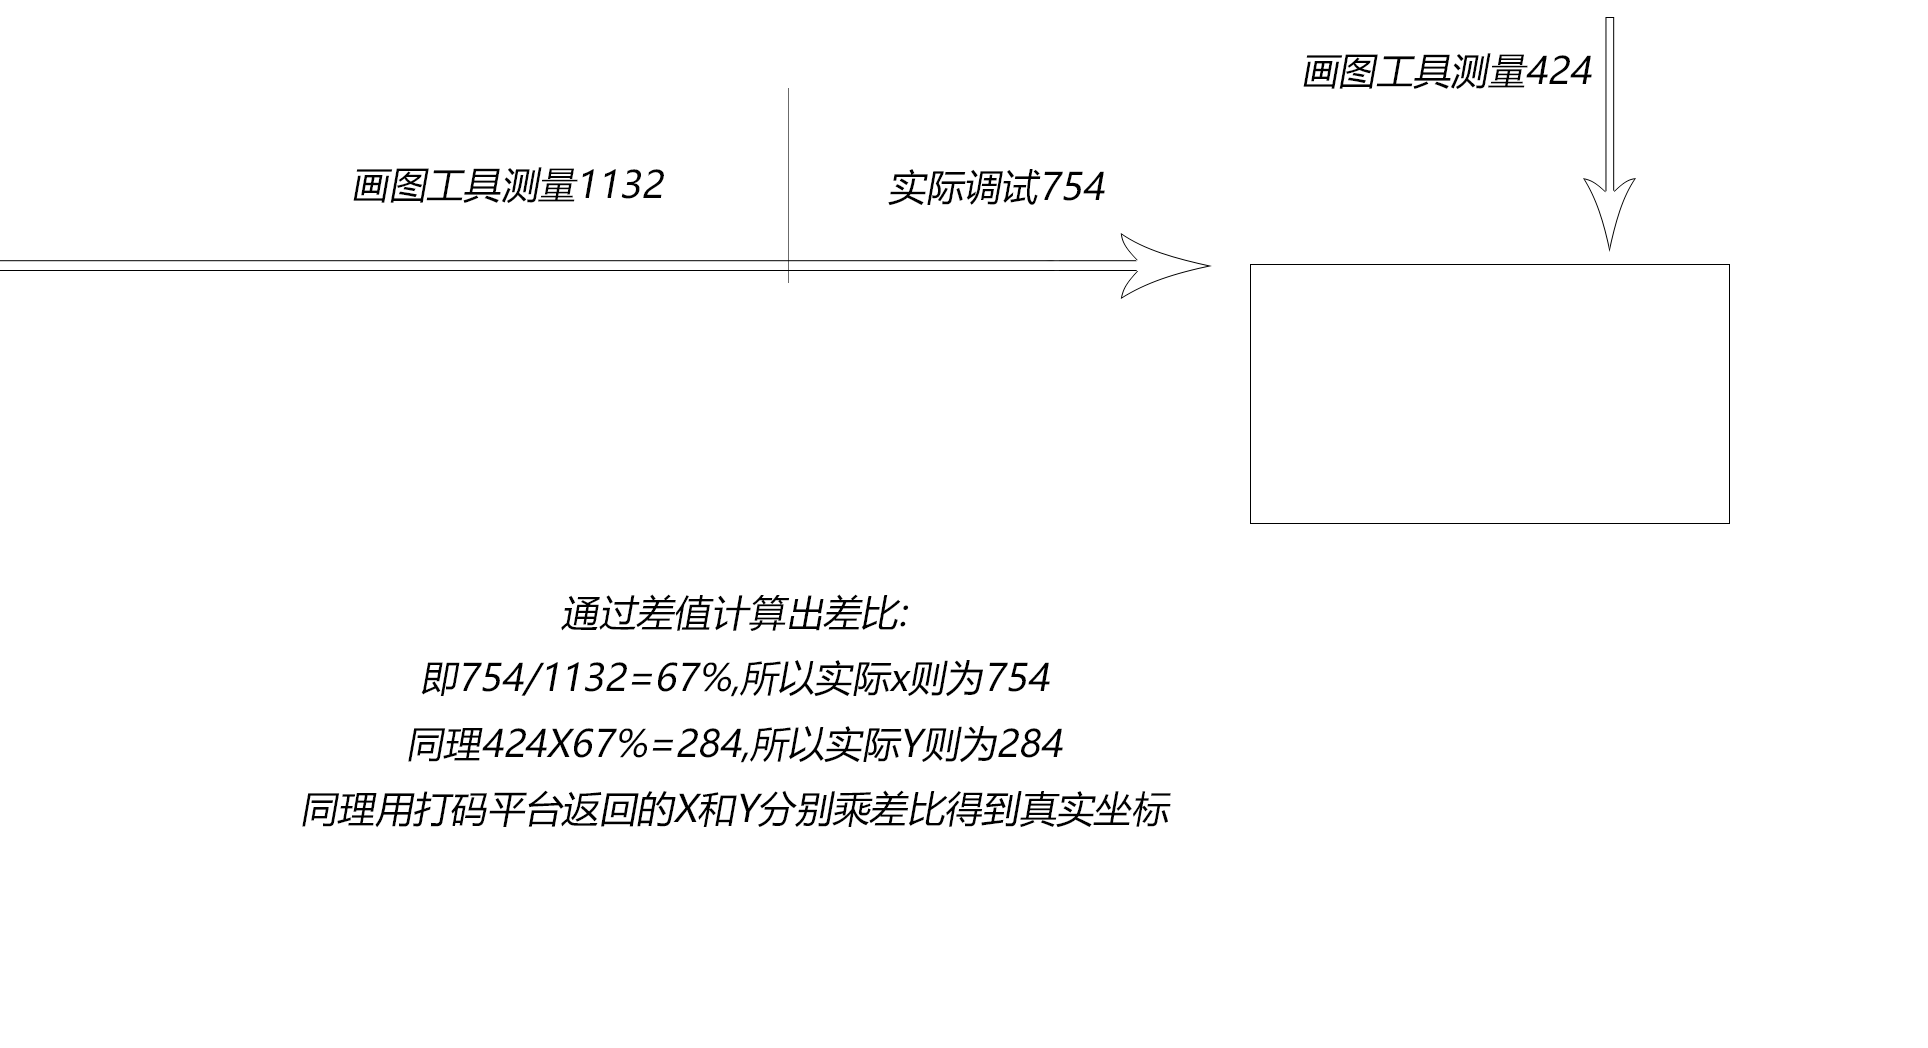 画图工具测量424
画图工具测量1132
实际调试754
通过差值计算出差比:
即754/1132=67%,所以实际x则为754
同理424X67%=284,所以实际Y则为284
同理用打码平台返回的X和Y分别乘差比得到真实坐标